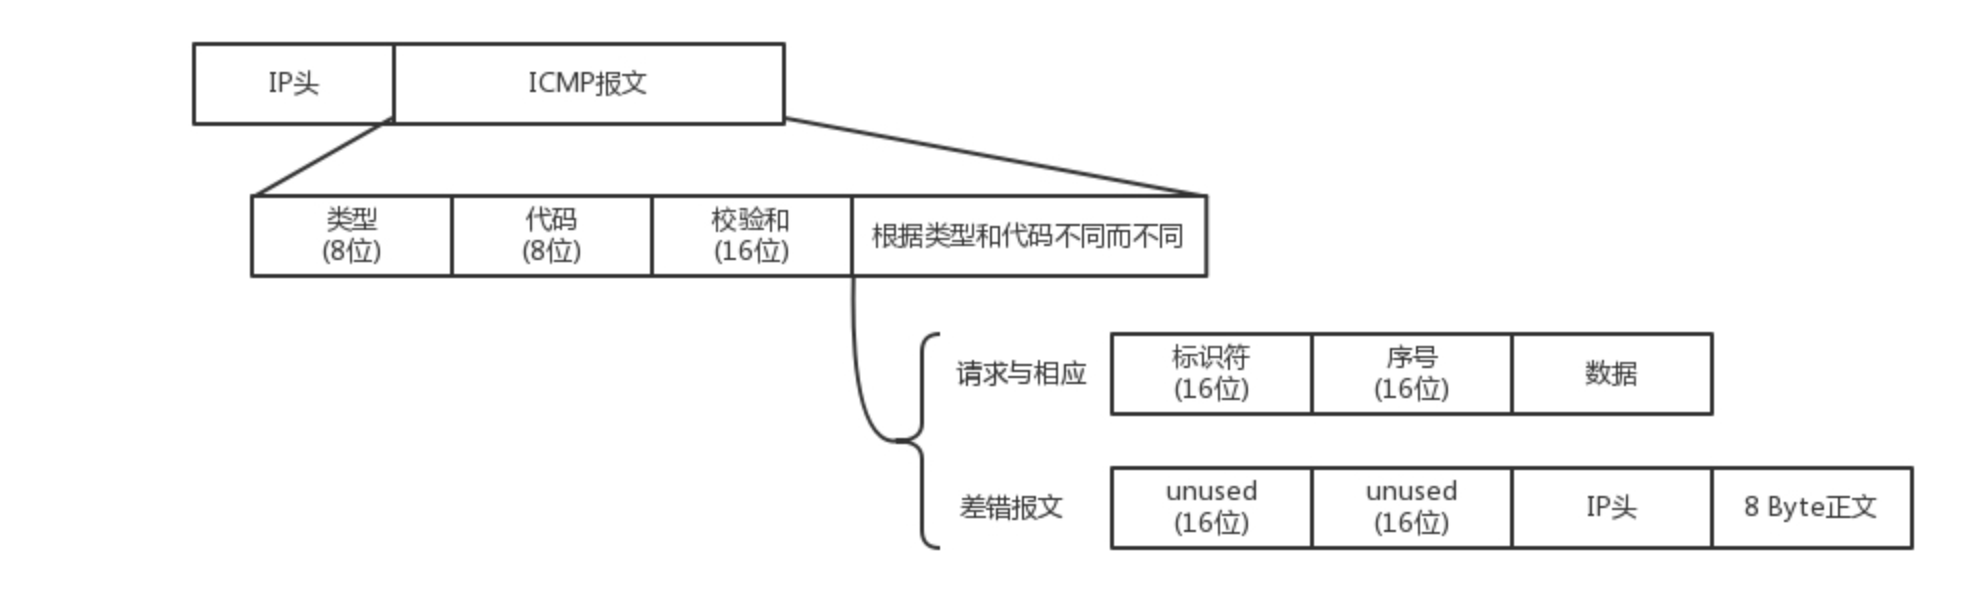 IP头
ICMP报文
类型
(8位)
代码
(8位)
校验和
(16位)
根据类型和代码不同而不同
请求与相应
标识符
(16位)
序号
(16位)
数据
差错报文
unused
(16位)
unused
(16位)
IP头
8 Byte正文